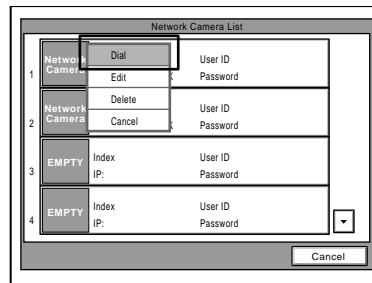 Network Camera List
1
Network
Camera
Dial
Edit
Delete
Cancel
User ID
Password
2
Network
Camera
User ID
Password
3
EMPTY
Index
IP:
User ID
Password
4
EMPTY
Index
IP:
User ID
Password
Cancel